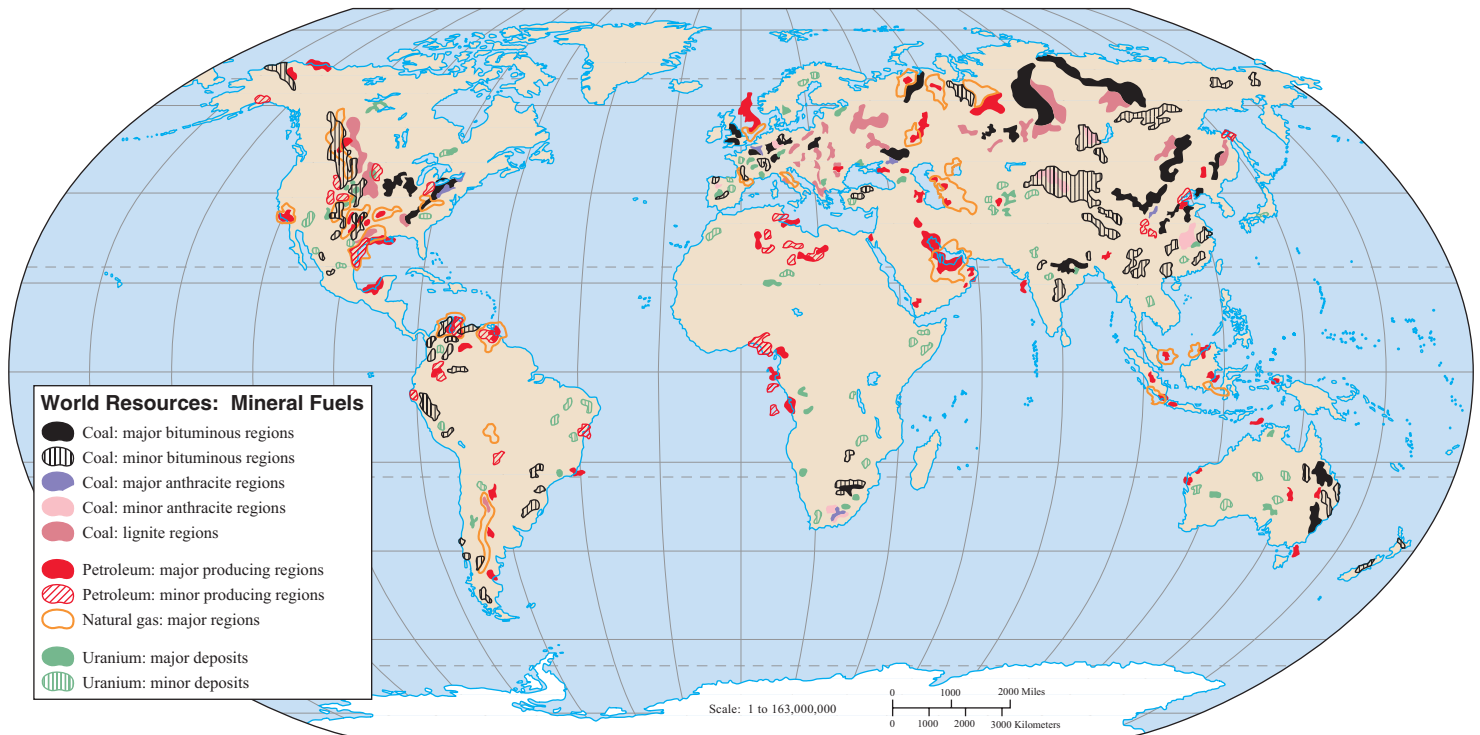 World Resources: Mineral Fuels
Coal: major bituminous regions
Coal: minor bituminous regions
Coal: major anthracite regions
Coal: minor anthracite regions
Coal: lignite regions
Petroleum: major producing regions
Petroleum: minor producing regions
Natural gas: major regions
Uranium: major deposits
Uranium: minor deposits
Scale: 1 to 163,000,000
0 1000 2000 Miles
0 1000 2000 3000 Kilometers